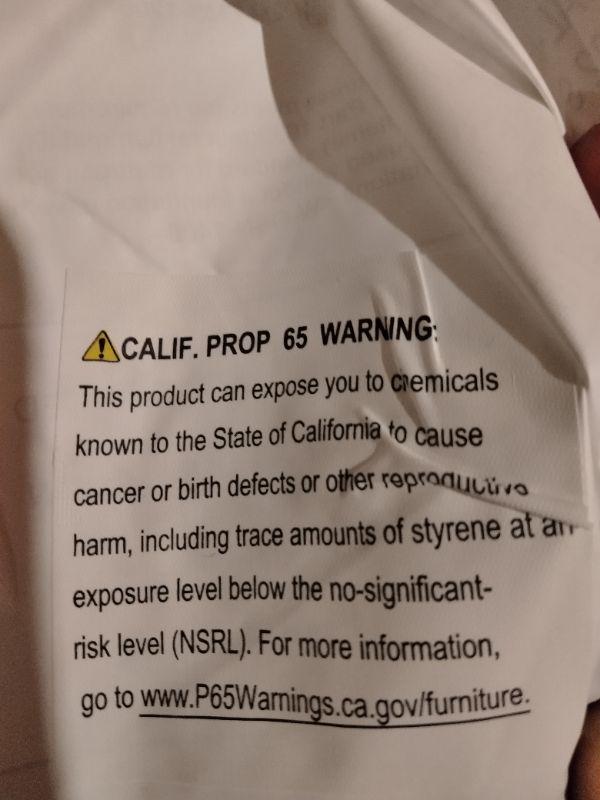 ⚠CALIF. PROP 65 WARNING:
This product can expose you to chemicals
known to the State of California to cause
cancer or birth defects or other reproductive
harm, including trace amounts of styrene at an
exposure level below the no-significant-
risk level (NSRL). For more information,
go to www.P65Warnings.ca.gov/furniture.